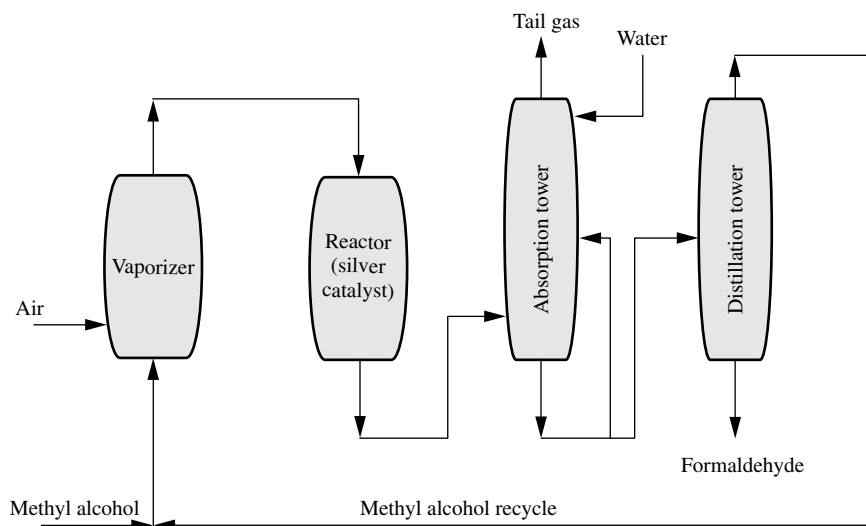 Tail gas
Water
Vaporizer
Reactor
(silver
catalyst)
Absorption tower
Distillation tower
Air
Formaldehyde
Methyl alcohol
Methyl alcohol recycle